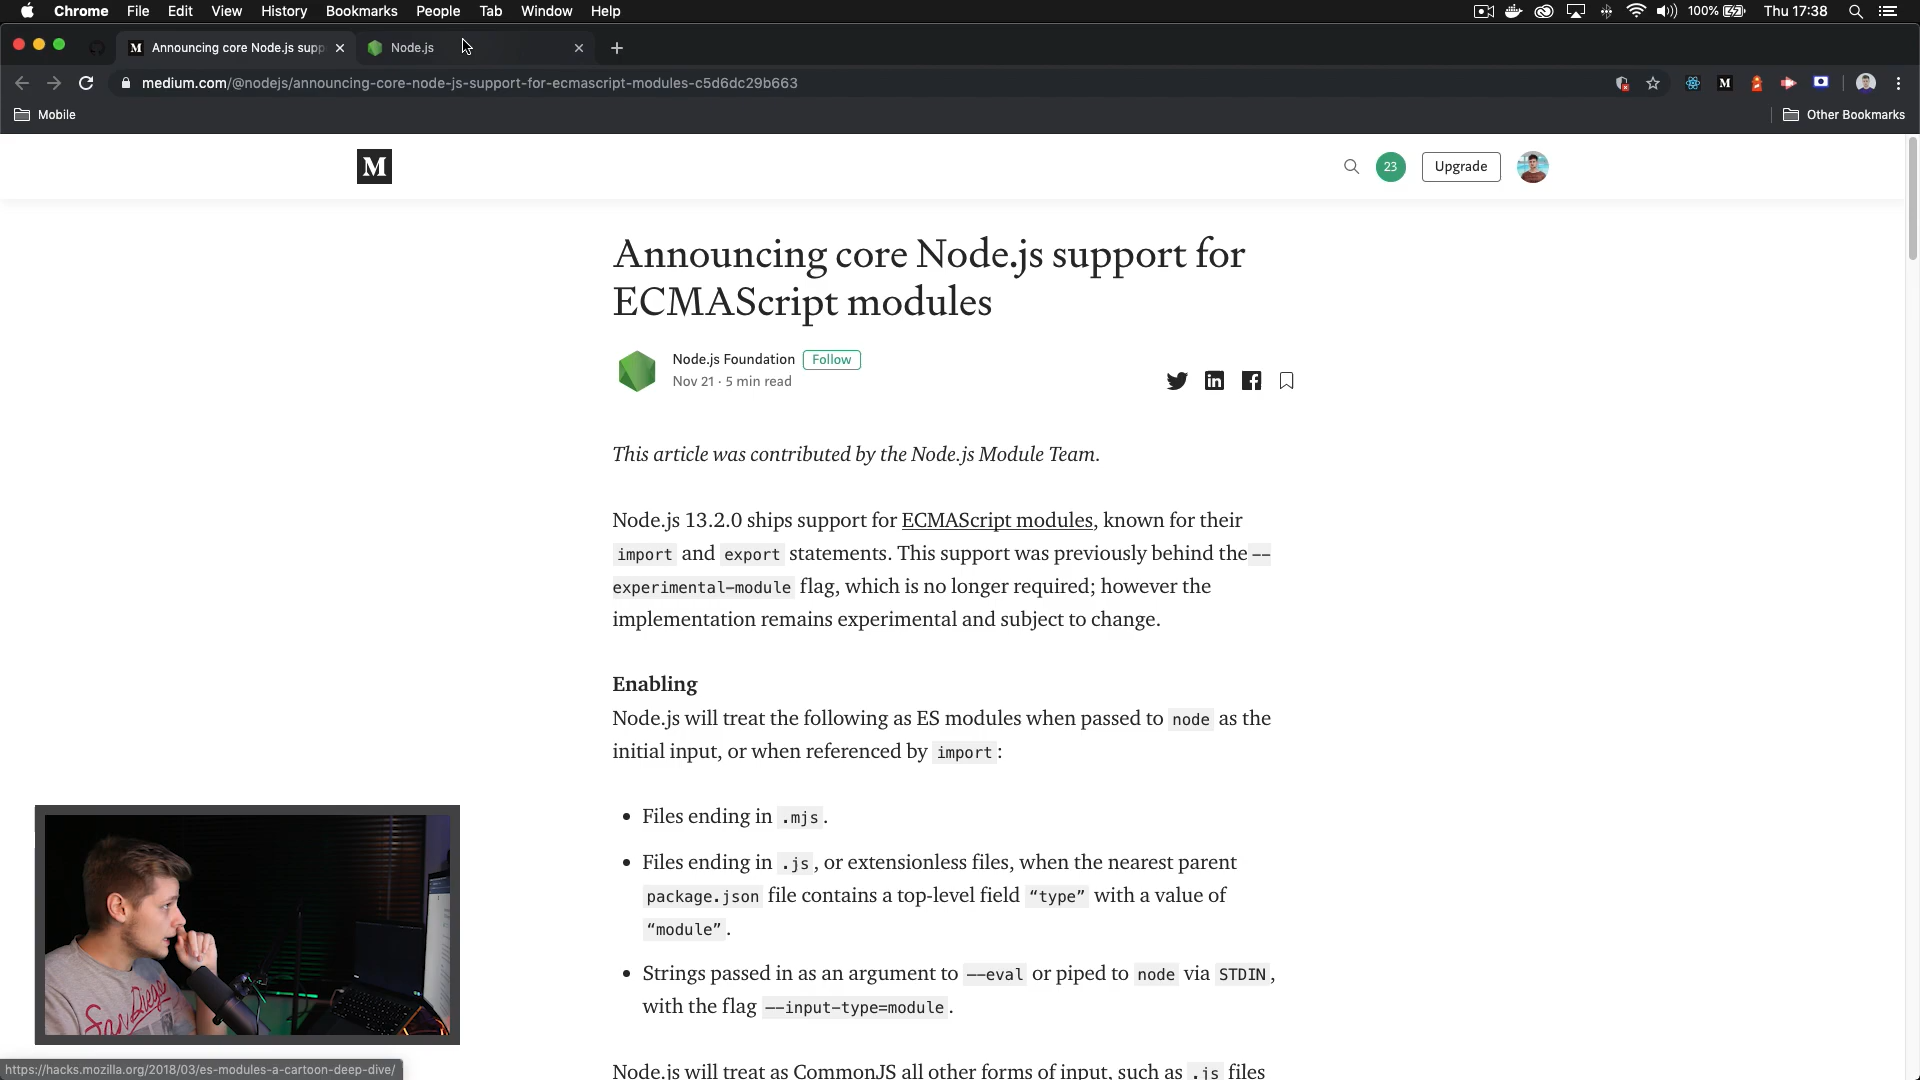 Chrome File Edit View History Bookmarks People Tab Window Help
100% Thu 17:38
M Announcing core Node.js supp
Node.js
medium.com/@nodejs/announcing-core-node-js-support-for-ecmascript-modules-c5d6dc29b663
M
Mobile
Other Bookmarks
M
23
Upgrade
Announcing core Node.js support for
ECMAScript modules
Node.js Foundation Follow
Nov 21 · 5 min read
This article was contributed by the Node.js Module Team.
Node.js 13.2.0 ships support for ECMAScript modules, known for their
import and export statements. This support was previously behind the --
experimental-module flag, which is no longer required; however the
implementation remains experimental and subject to change.
Enabling
Node.js will treat the following as ES modules when passed to node as the
initial input, or when referenced by import:
• Files ending in .mjs.
• Files ending in .js, or extensionless files, when the nearest parent
package.json file contains a top-level field “type” with a value of
“module”.
• Strings passed in as an argument to --eval or piped to node via STDIN,
with the flag --input-type=module.
Node.js will treat as CommonJS all other forms of input, such as .js files
San Diego
https://hacks.mozilla.org/2018/03/es-modules-a-cartoon-deep-dive/